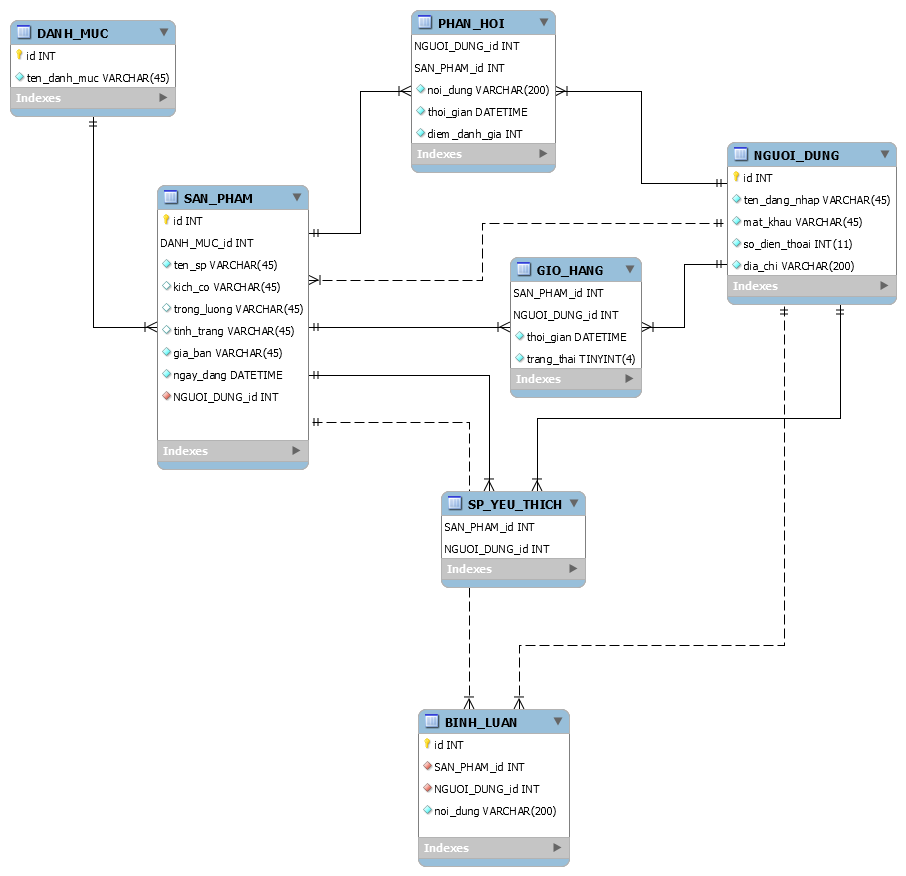 DANH_MUC
id INT
ten_danh_muc VARCHAR(45)
Indexes
PHAN_HOI
NGUOI_DUNG_id INT
SAN_PHAM_id INT
noi_dung VARCHAR(200)
thoi_gian DATETIME
diem_danh_gia INT
Indexes
NGUOI_DUNG
id INT
ten_dang_nhap VARCHAR(45)
mat_khau VARCHAR(45)
so_dien_thoai INT(11)
dia_chi VARCHAR(200)
Indexes
SAN_PHAM
id INT
DANH_MUC_id INT
ten_sp VARCHAR(45)
kich_co VARCHAR(45)
trong_luong VARCHAR(45)
tinh_trang VARCHAR(45)
gia_ban VARCHAR(45)
ngay_dang DATETIME
NGUOI_DUNG_id INT
Indexes
GIO_HANG
SAN_PHAM_id INT
NGUOI_DUNG_id INT
thoi_gian DATETIME
trang_thai TINYINT(4)
Indexes
SP_YEU_THICH
SAN_PHAM_id INT
NGUOI_DUNG_id INT
Indexes
BINH_LUAN
id INT
SAN_PHAM_id INT
NGUOI_DUNG_id INT
noi_dung VARCHAR(200)
Indexes